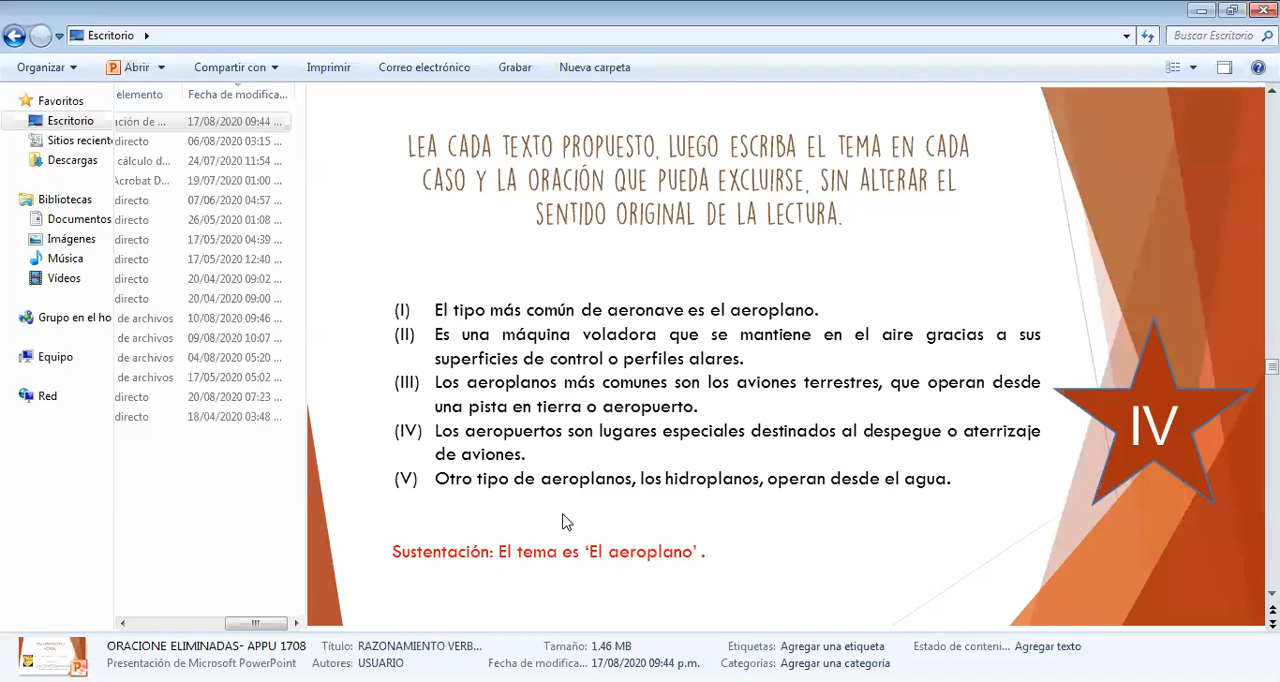 Escritorio
Buscar Escritorio
Organizar
Abrir
Compartir con
Imprimir
Correo electrónico
Grabar
Nueva carpeta
Favoritos
Escritorio
Sitios recient
Descargas
Bibliotecas
Documentos
Imágenes
Música
Vídeos
Grupo en el ho
Equipo
Red
elemento Fecha de modifica...
ación de ... 17/08/2020 09:44 ...
directo 06/08/2020 03:15 ...
cálculo d... 24/07/2020 11:54 ...
Acrobat D... 19/07/2020 01:00 ...
directo 07/06/2020 04:57 ...
directo 26/05/2020 01:08 ...
directo 17/05/2020 04:39 ...
directo 17/05/2020 12:40 ...
directo 20/04/2020 09:02 ...
directo 20/04/2020 09:00 ...
de archivos 10/08/2020 09:46 ...
de archivos 09/08/2020 10:07 ...
de archivos 04/08/2020 05:20 ...
de archivos 17/05/2020 05:02 ...
directo 20/08/2020 07:23 ...
directo 18/04/2020 03:48 ...
LEA CADA TEXTO PROPUESTO, LUEGO ESCRIBA EL TEMA EN CADA
CASO Y LA ORACIÓN QUE PUEDA EXCLUIRSE, SIN ALTERAR EL
SENTIDO ORIGINAL DE LA LECTURA.
(I) El tipo más común de aeronave es el aeroplano.
(II) Es una máquina voladora que se mantiene en el aire gracias a sus
superficies de control o perfiles alares.
(III) Los aeroplanos más comunes son los aviones terrestres, que operan desde
una pista en tierra o aeropuerto.
(IV) Los aeropuertos son lugares especiales destinados al despegue o aterrizaje
de aviones.
(V) Otro tipo de aeroplanos, los hidroplanos, operan desde el agua.
IV
Sustentación: El tema es ‘El aeroplano’ .
ORACIONE ELIMINADAS- APPU 1708 Título: RAZONAMIENTO VERB... Tamaño: 1.46 MB Etiquetas: Agregar una etiqueta Estado de conteni... Agregar texto
Presentación de Microsoft PowerPoint Autores: USUARIO Fecha de modifica... 17/08/2020 09:44 p.m. Categorías: Agregar una categoría